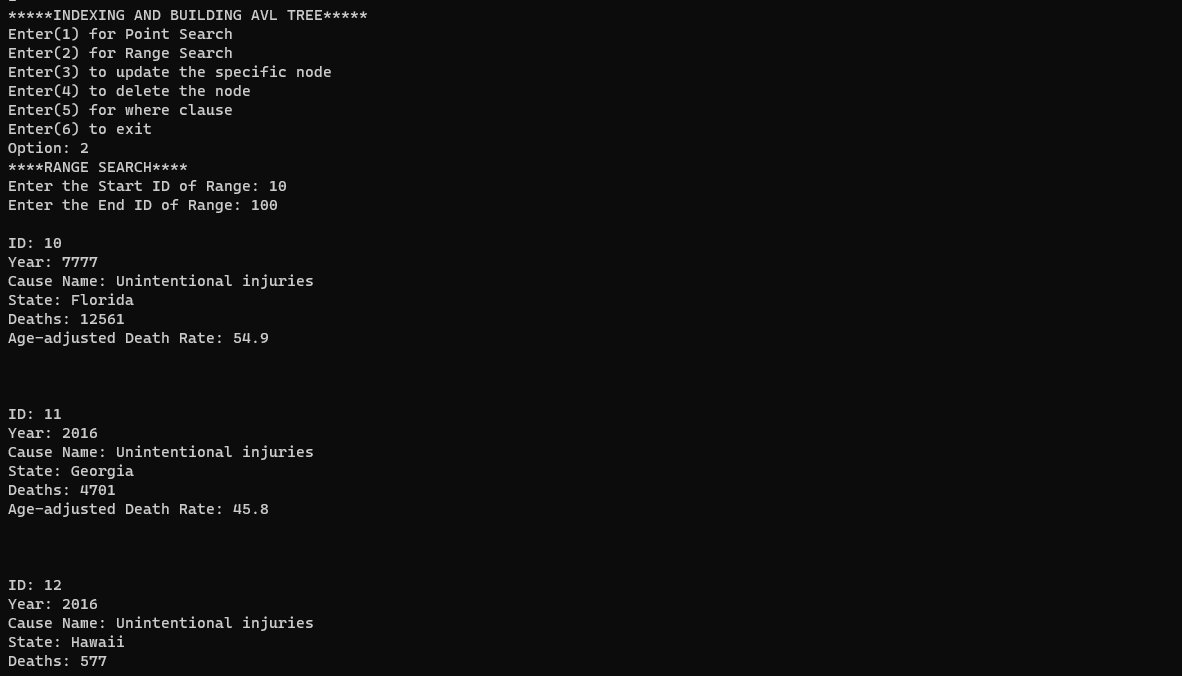 *****INDEXING AND BUILDING AVL TREE*****
Enter(1) for Point Search
Enter(2) for Range Search
Enter(3) to update the specific node
Enter(4) to delete the node
Enter(5) for where clause
Enter(6) to exit
Option: 2
****RANGE SEARCH****
Enter the Start ID of Range: 10
Enter the End ID of Range: 100
ID: 10
Year: 7777
Cause Name: Unintentional injuries
State: Florida
Deaths: 12561
Age-adjusted Death Rate: 54.9
ID: 11
Year: 2016
Cause Name: Unintentional injuries
State: Georgia
Deaths: 4701
Age-adjusted Death Rate: 45.8
ID: 12
Year: 2016
Cause Name: Unintentional injuries
State: Hawaii
Deaths: 577